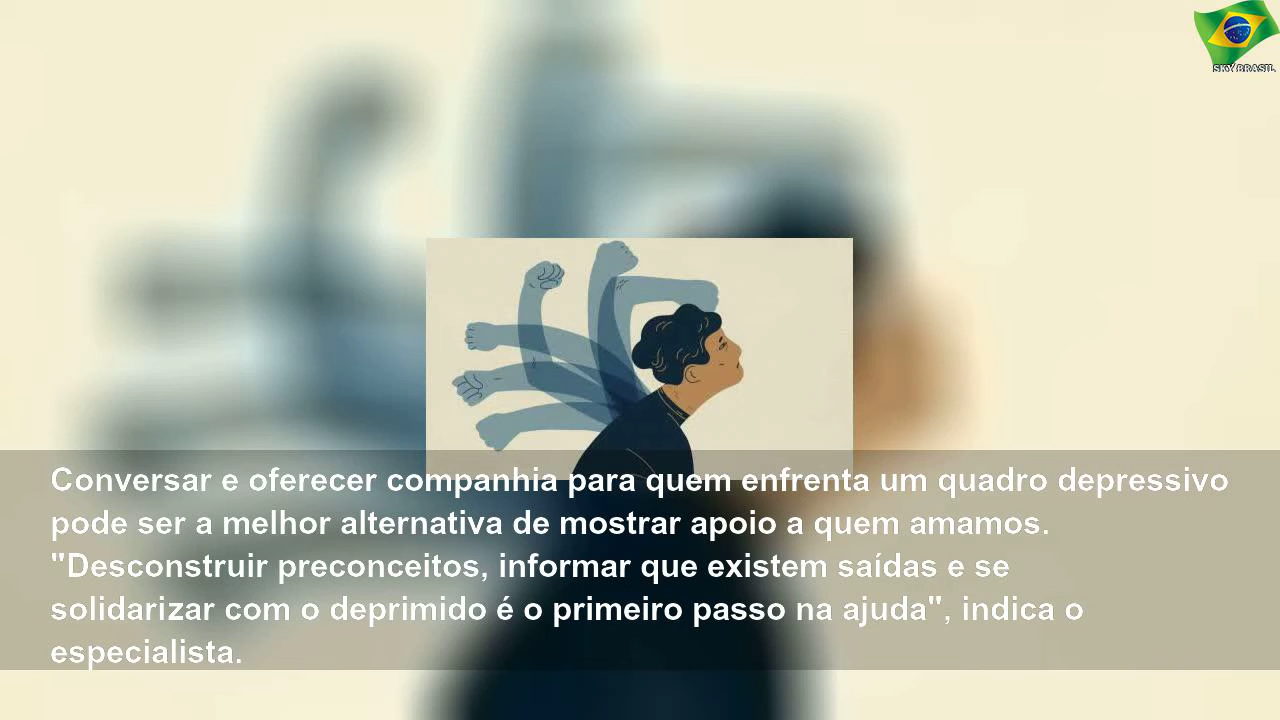 SKY BRASIL
Conversar e oferecer companhia para quem enfrenta um quadro depressivo
pode ser a melhor alternativa de mostrar apoio a quem amamos.
"Desconstruir preconceitos, informar que existem saídas e se
solidarizar com o deprimido é o primeiro passo na ajuda", indica o
especialista.